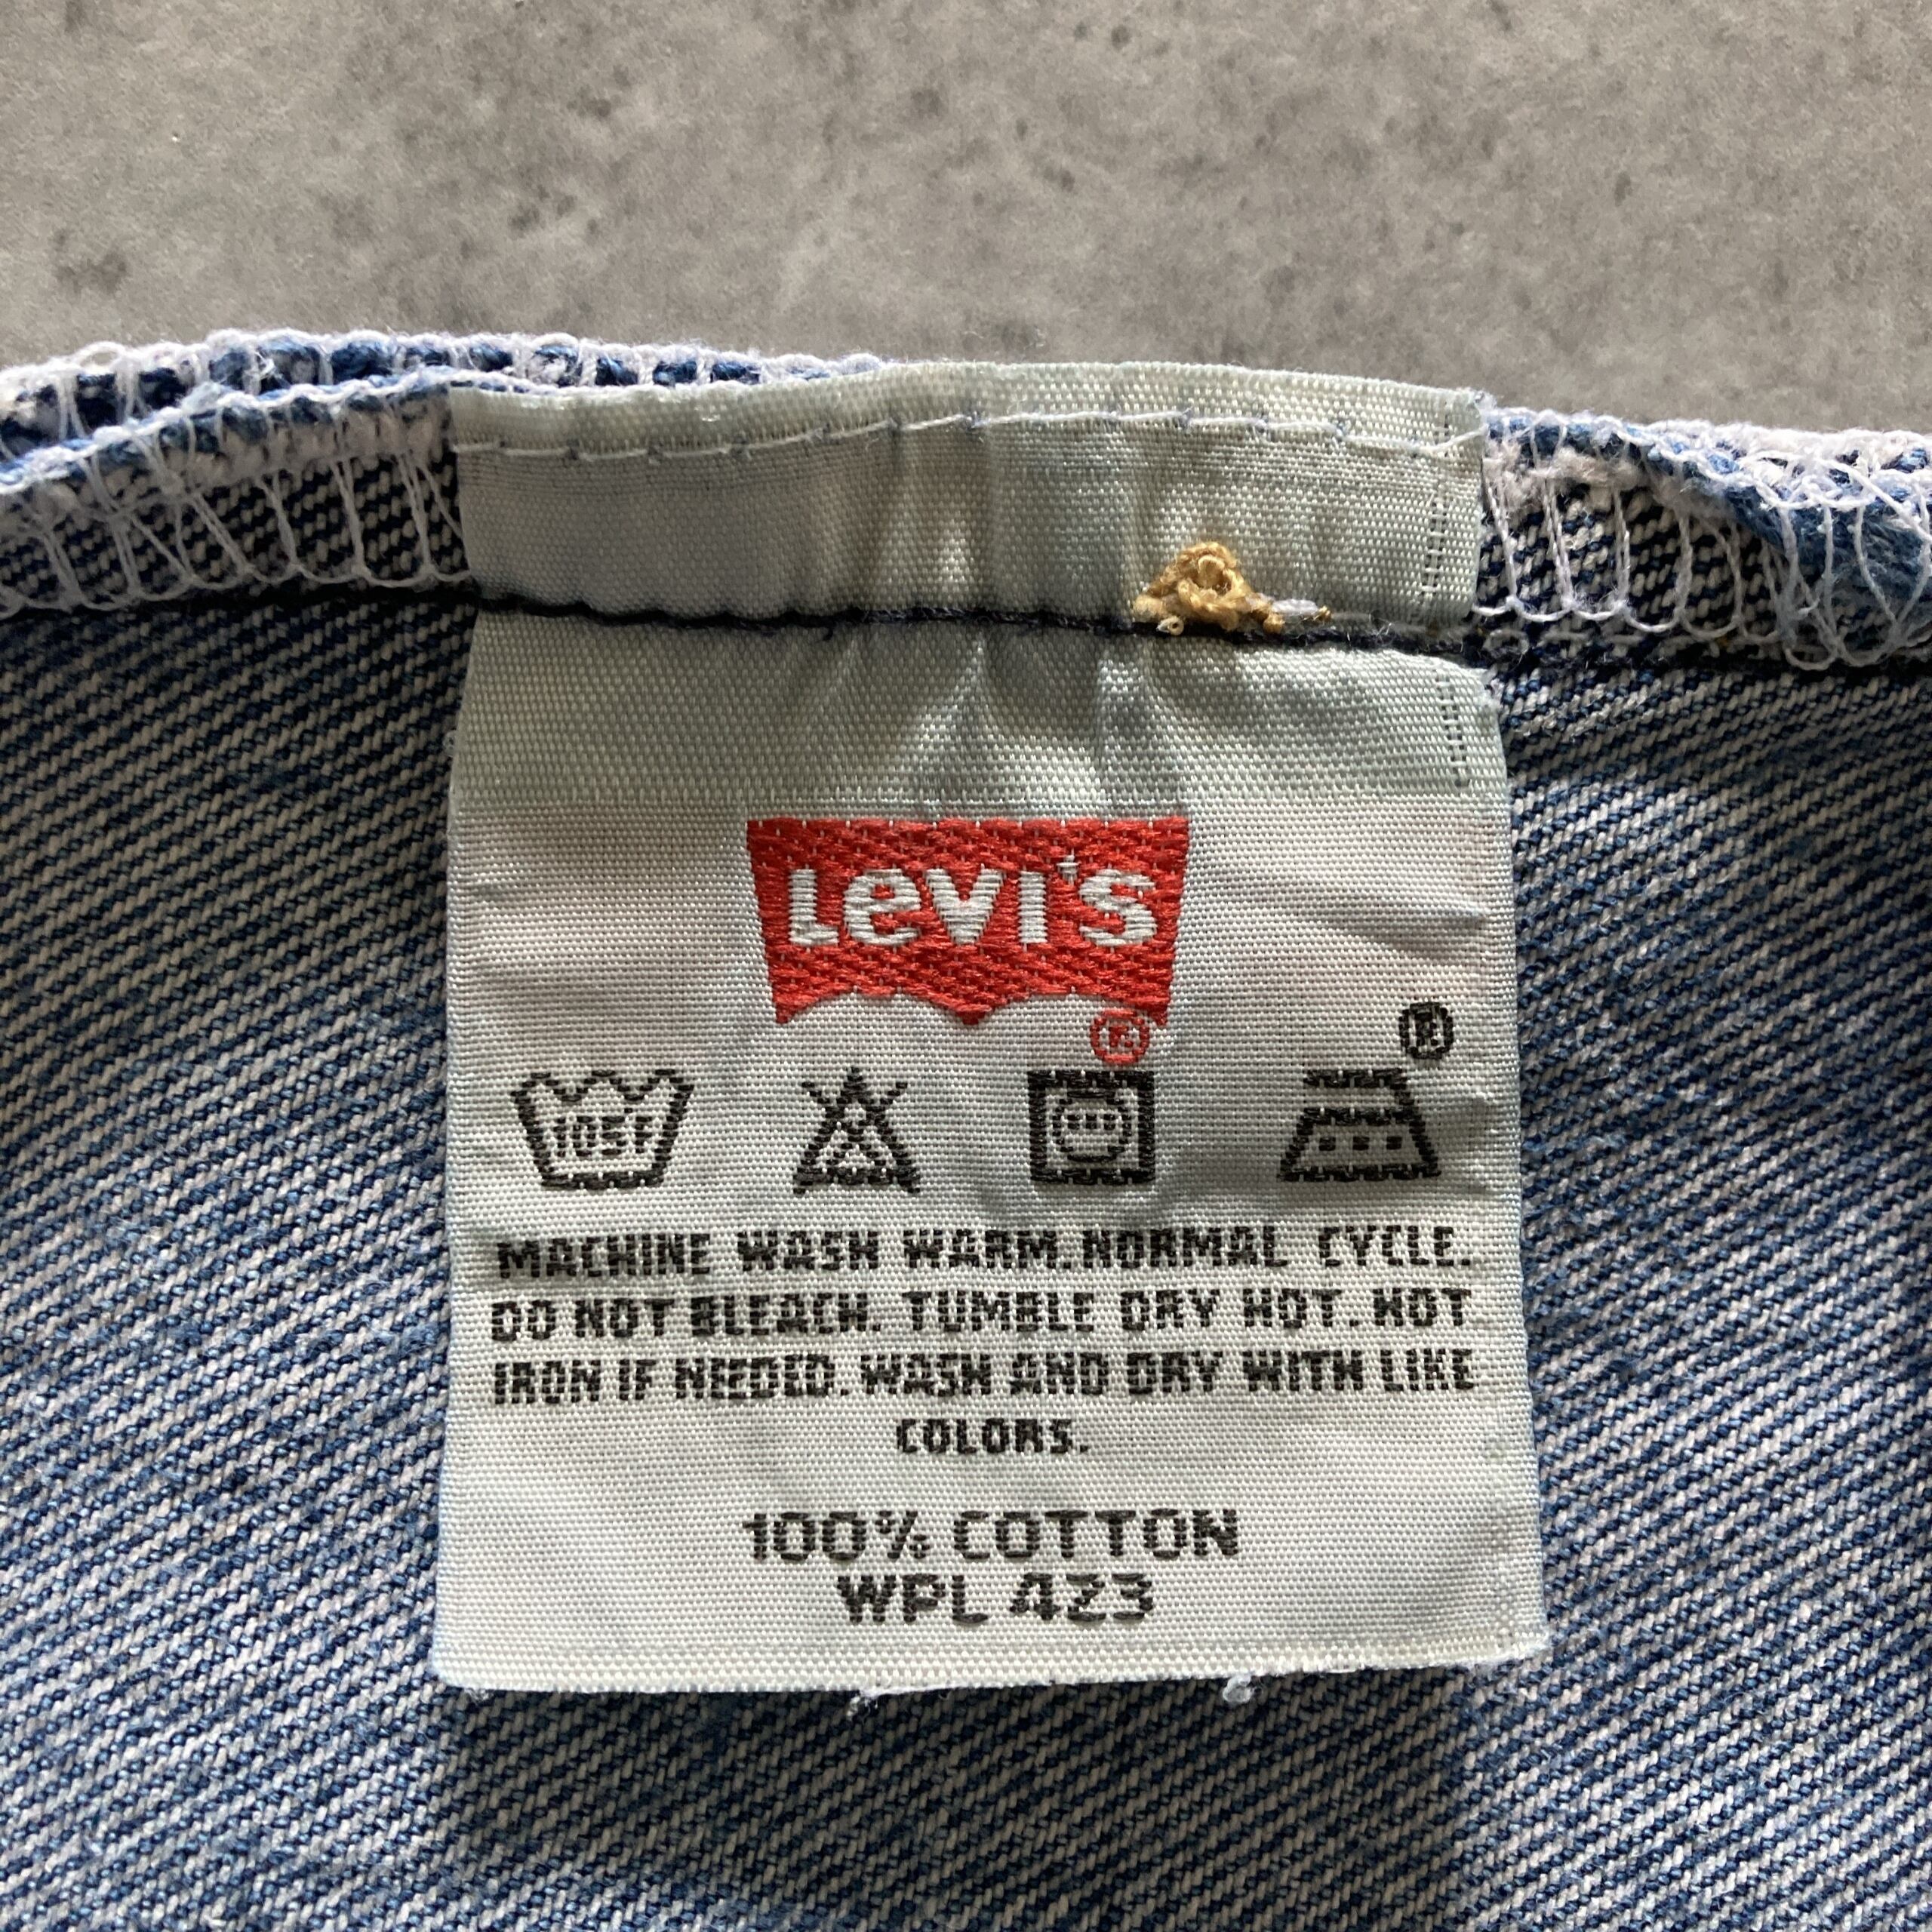 Levi's
®
®
105F
MACHINE WASH WARM.NORMAL CYCLE.
DO NOT BLEACH. TUMBLE DRY HOT. HOT
IRON IF NEEDED. WASH AND DRY WITH LIKE
COLORS.
100% COTTON
WPL 423